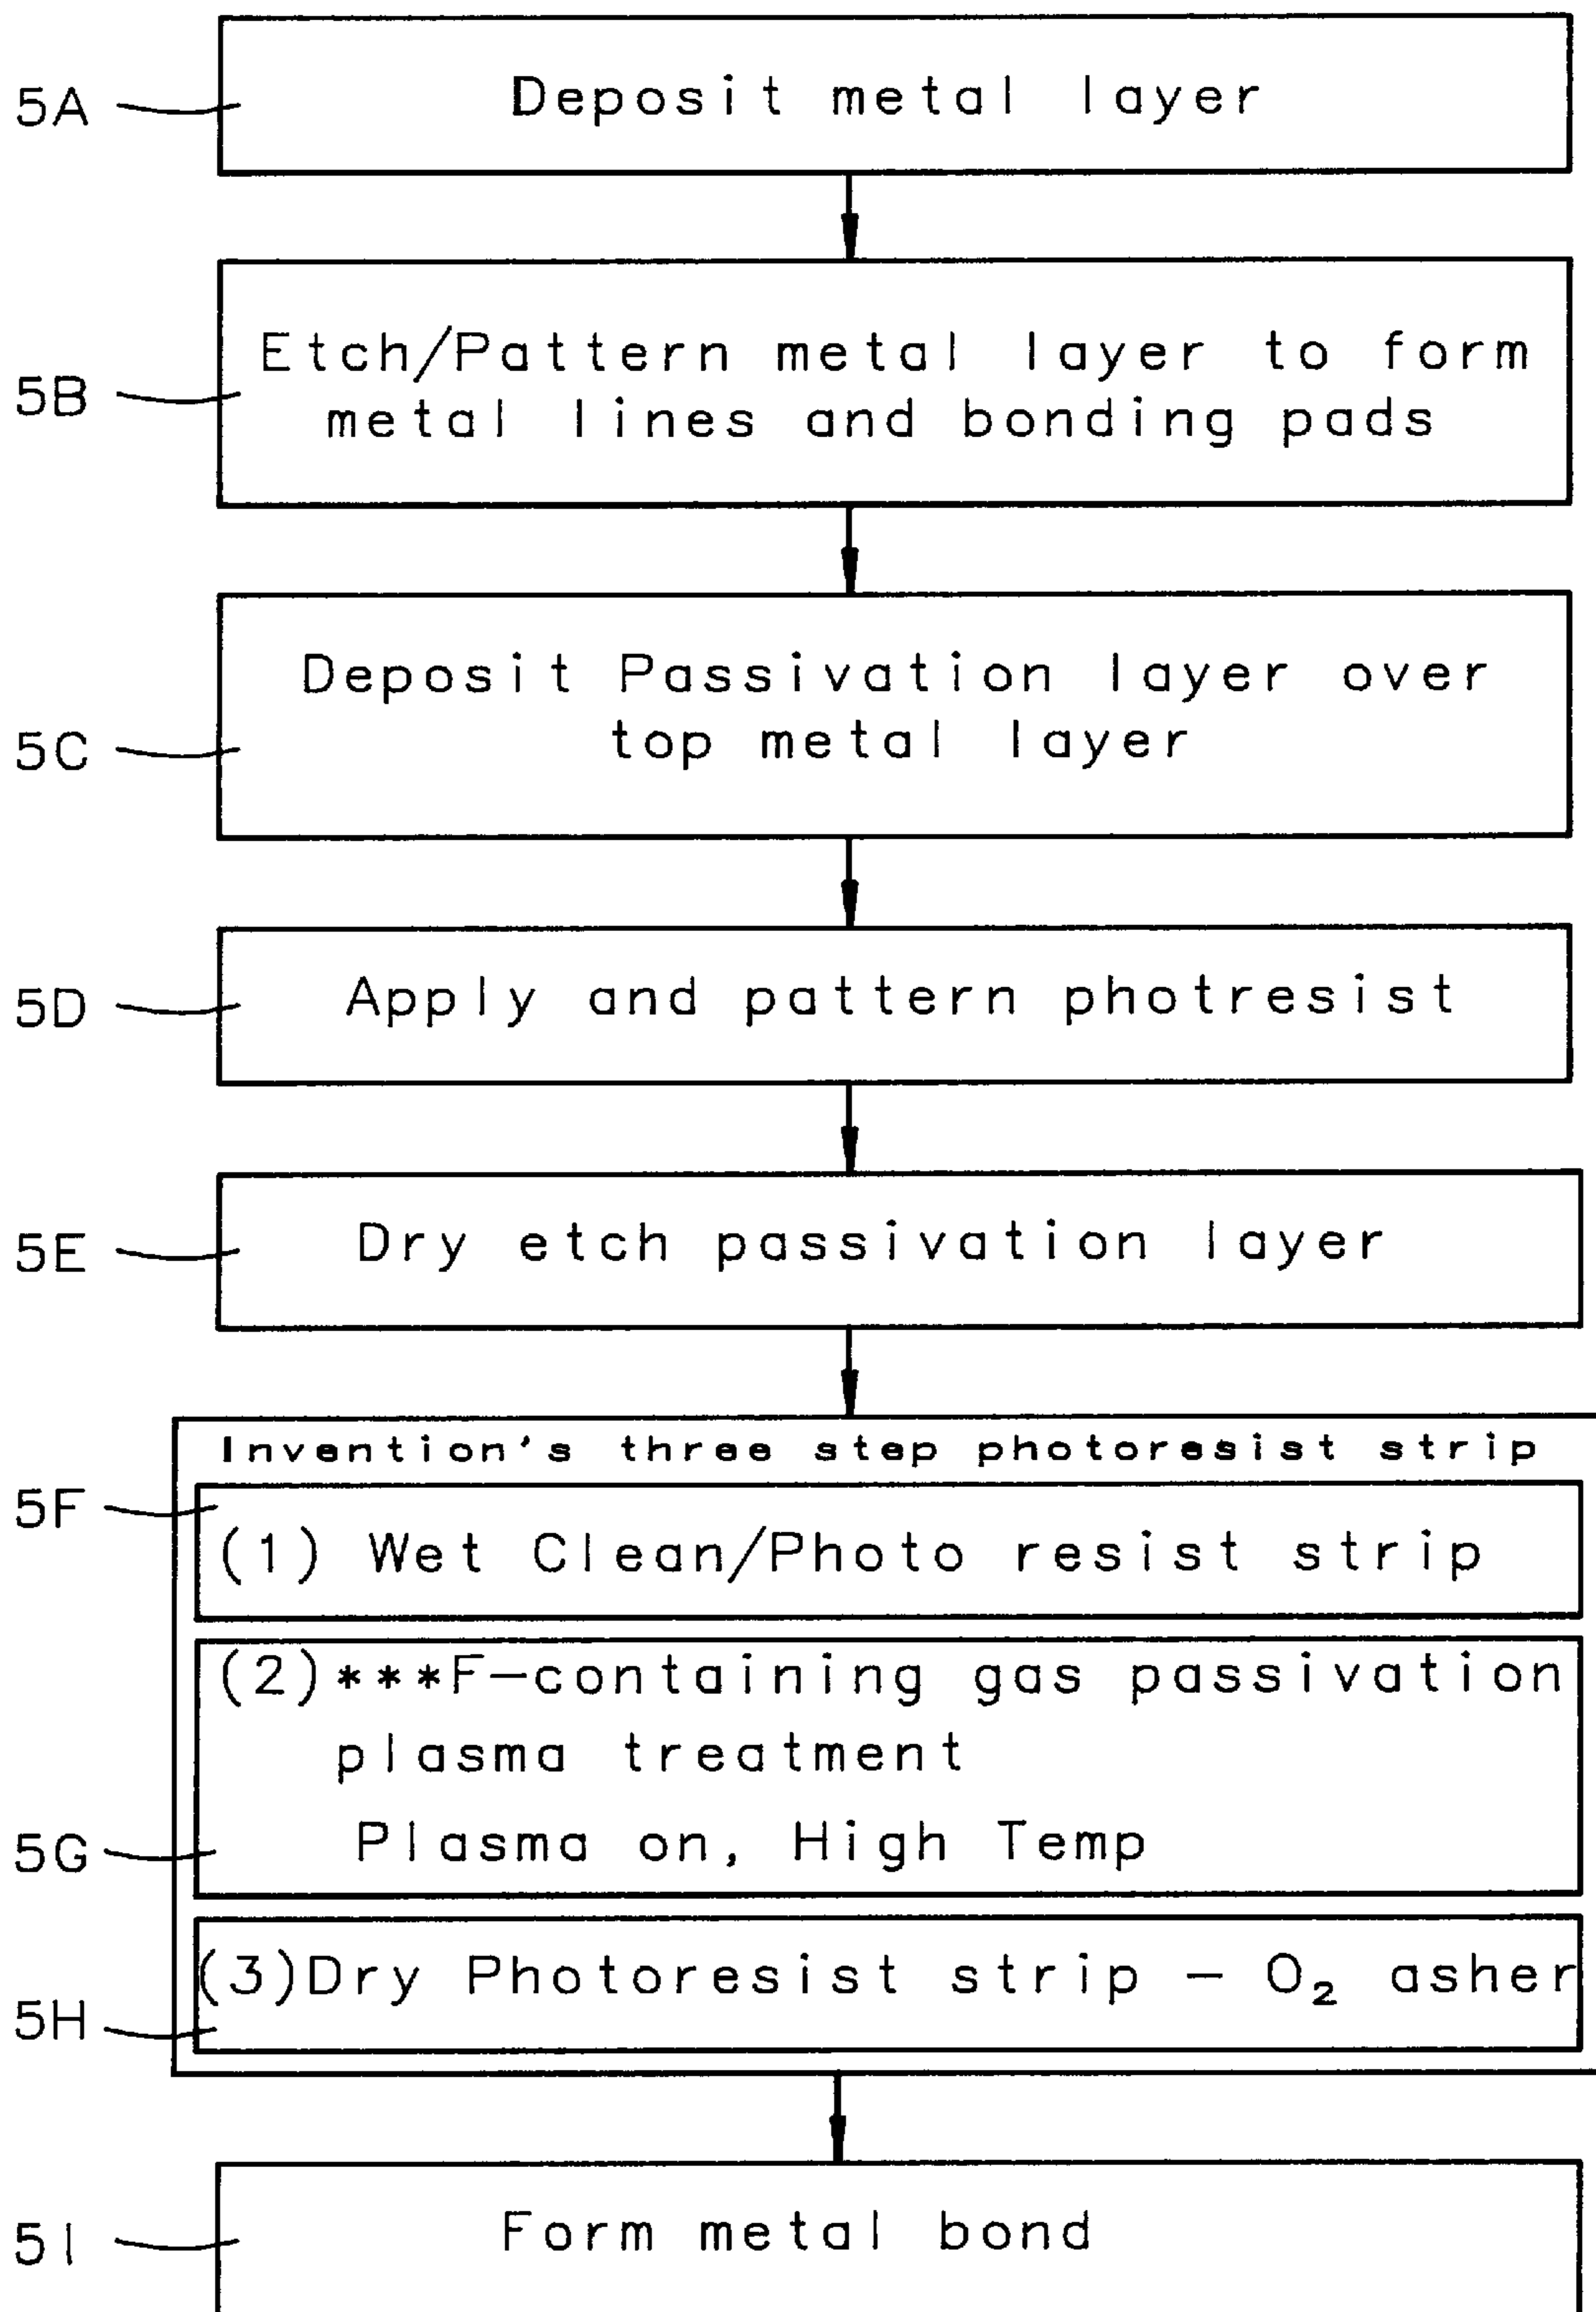 5A
Deposit metal layer
5B
Etch/Pattern metal layer to form
metal lines and bonding pads
5C
Deposit Passivation layer over
top metal layer
5D
Apply and pattern photresist
5E
Dry etch passivation layer
Invention's three step photoresist strip
5F
(1) Wet Clean/Photo resist strip
(2)***F-containing gas passivation
plasma treatment
5G
Plasma on, High Temp
(3)Dry Photoresist strip - O₂ asher
5H
5I
Form metal bond